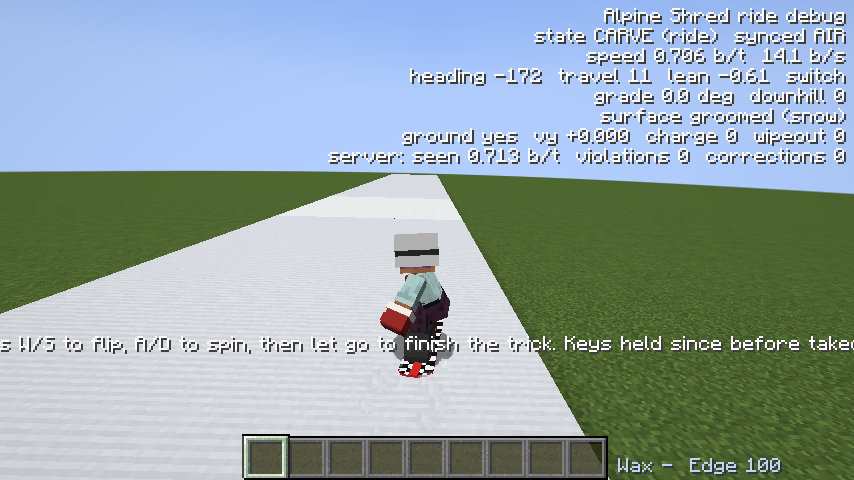 Alpine Shred ride debug
state CARVE (ride) synced AIR
speed 0.706 b/t 14.1 b/s
heading -172 travel 11 lean -0.61 switch
grade 0.0 deg downhill 0
surface groomed (snow)
ground yes vy +0.000 charge 0 wipeout 0
server: seen 0.713 b/t violations 0 corrections 0
s W/S to flip, A/D to spin, then let go to finish the trick. Keys held since before takeo
Wax - Edge 100